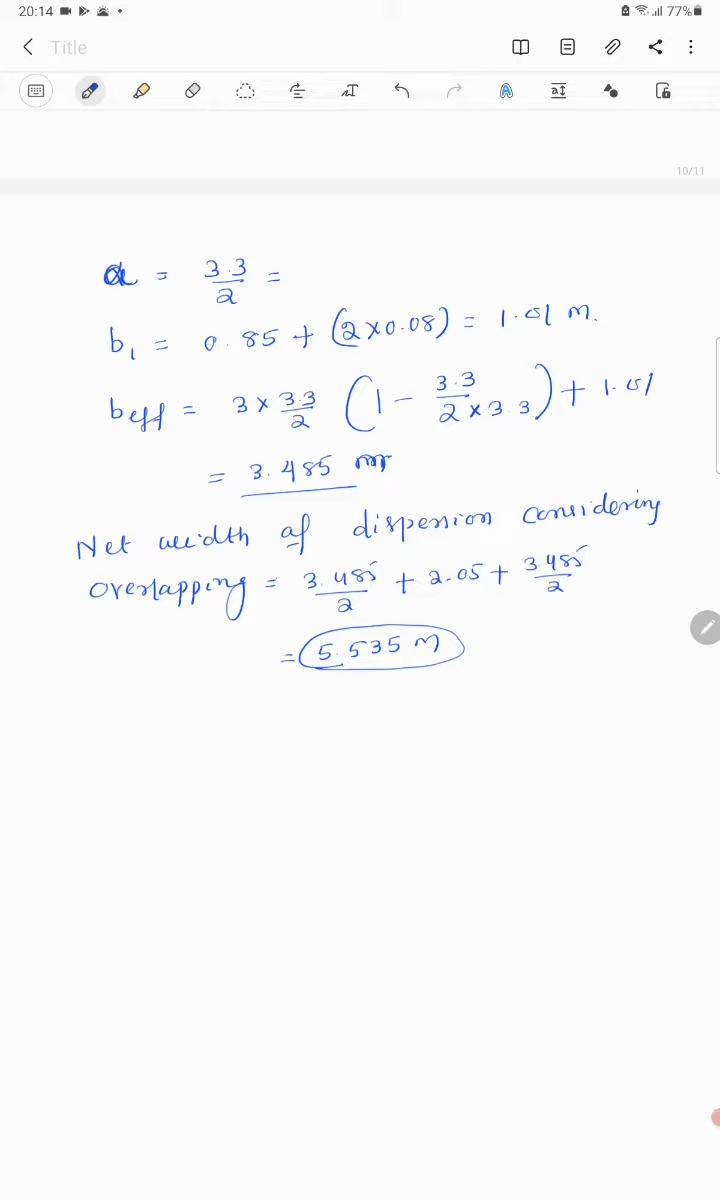 20:14 77%
Title
10/11
a = 3.3/2 =
b1 = 0.85 + (2×0.08) = 1.01 m.
beff = 3 × 3.3/2 (1 - 3.3/2×3.3) + 1.01
= 3.485 m
Net width of dispersion considering
overlapping = 3.485/2 + 2.05 + 3.485/2
= 5.535 m